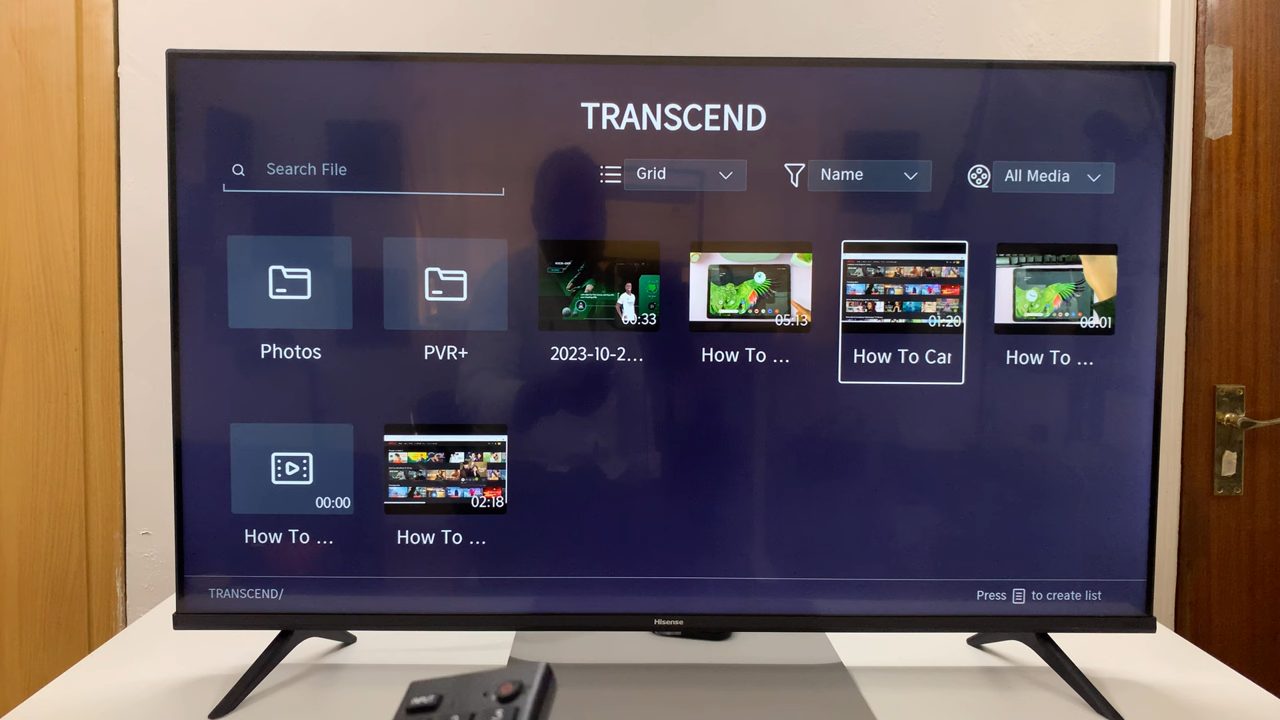 TRANSCEND
Search File
Grid
Name
All Media
Photos
PVR+
00:33
2023-10-2...
05:13
How To ...
01:20
How To Car
00:01
How To ...
00:00
How To ...
02:18
How To ...
TRANSCEND/
Press to create list
Hisense